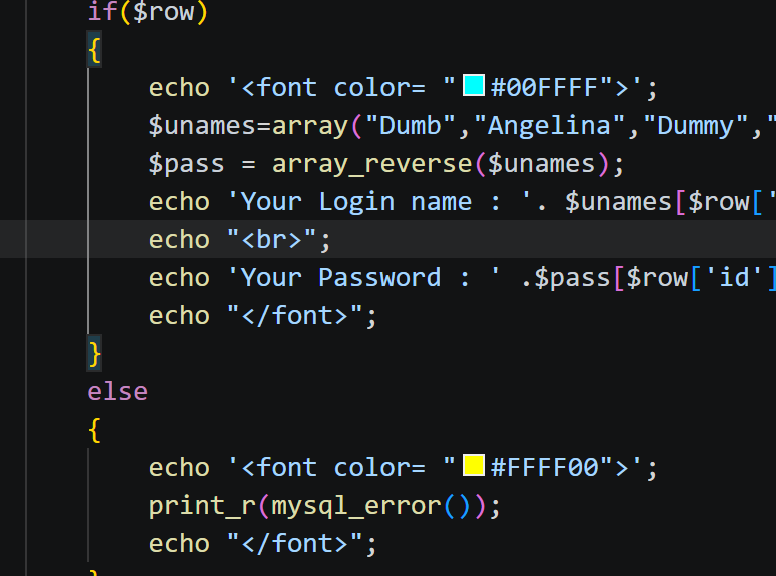 if($row)
{
echo '<font color= "#00FFFF">';
$unames=array("Dumb","Angelina","Dummy","
$pass = array_reverse($unames);
echo 'Your Login name : '. $unames[$row['
echo "<br>";
echo 'Your Password : ' .$pass[$row['id']
echo "</font>";
}
else
{
echo '<font color= "#FFFF00">';
print_r(mysql_error());
echo "</font>";
}